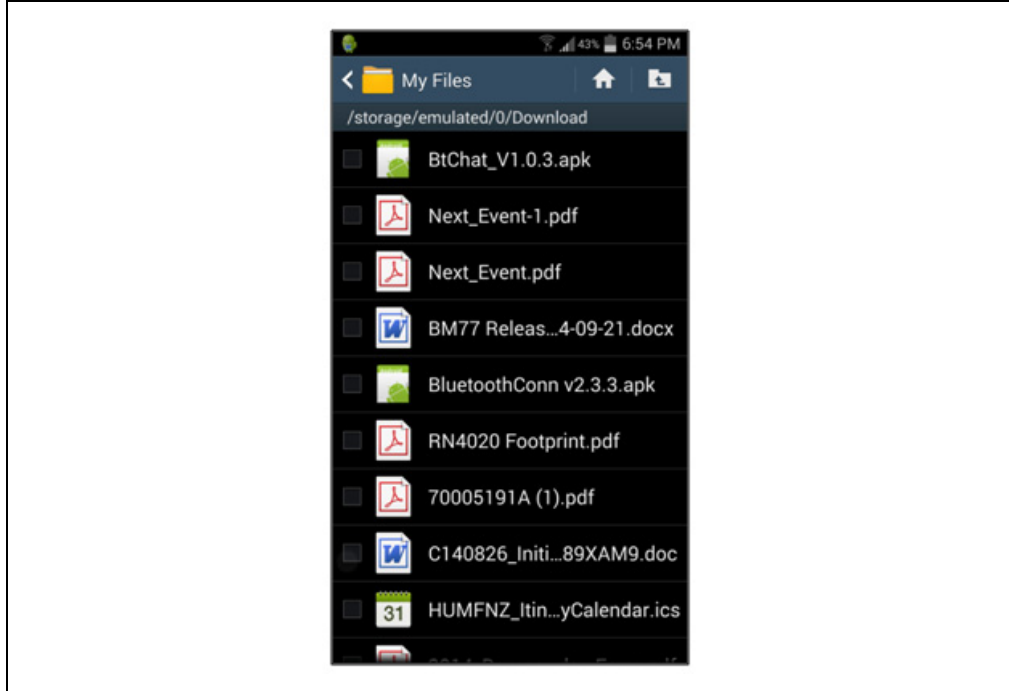 43% 6:54 PM
My Files
/storage/emulated/0/Download
BtChat_V1.0.3.apk
Next_Event-1.pdf
Next_Event.pdf
BM77 Releas...4-09-21.docx
BluetoothConn v2.3.3.apk
RN4020 Footprint.pdf
70005191A (1).pdf
C140826_Initi...89XAM9.doc
31 HUMFNZ_Itin...yCalendar.ics